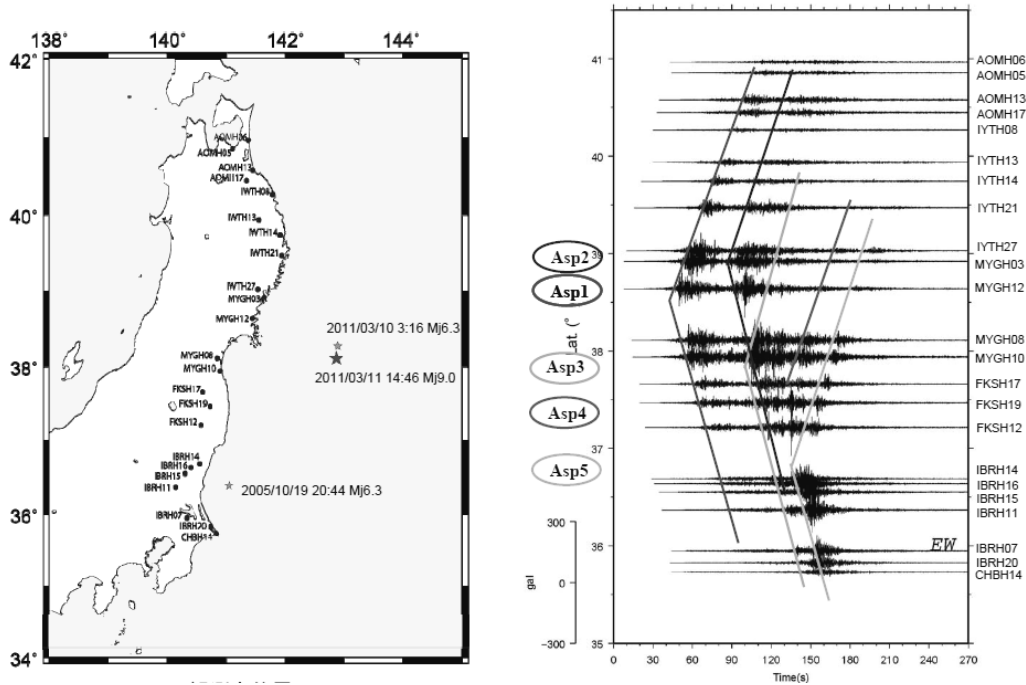 138° 140° 142° 144°
42°
40°
38°
36°
34°
AOMH06
AOMH05
AOMH13
AOMH17
IWTH08
IWTH13
IWTH14
IWTH21
IWTH27
MYGH03
MYGH12
MYGH08
MYGH10
FKSH17
FKSH19
FKSH12
IBRH14
IBRH16
IBRH15
IBRH11
IBRH07
IBRH20
CHBH14
2011/03/10 3:16 Mj6.3
2011/03/11 14:46 Mj9.0
2005/10/19 20:44 Mj6.3
Asp2
Asp1
Asp3
Asp4
Asp5
Lat. (°
41
40
39
38
37
36
35
300
0
-300
gal
AOMH06
AOMH05
AOMH13
AOMH17
IYTH08
IYTH13
IYTH14
IYTH21
IYTH27
MYGH03
MYGH12
MYGH08
MYGH10
FKSH17
FKSH19
FKSH12
IBRH14
IBRH16
IBRH15
IBRH11
EW
IBRH07
IBRH20
CHBH14
0 30 60 90 120 150 180 210 240 270
Time(s)